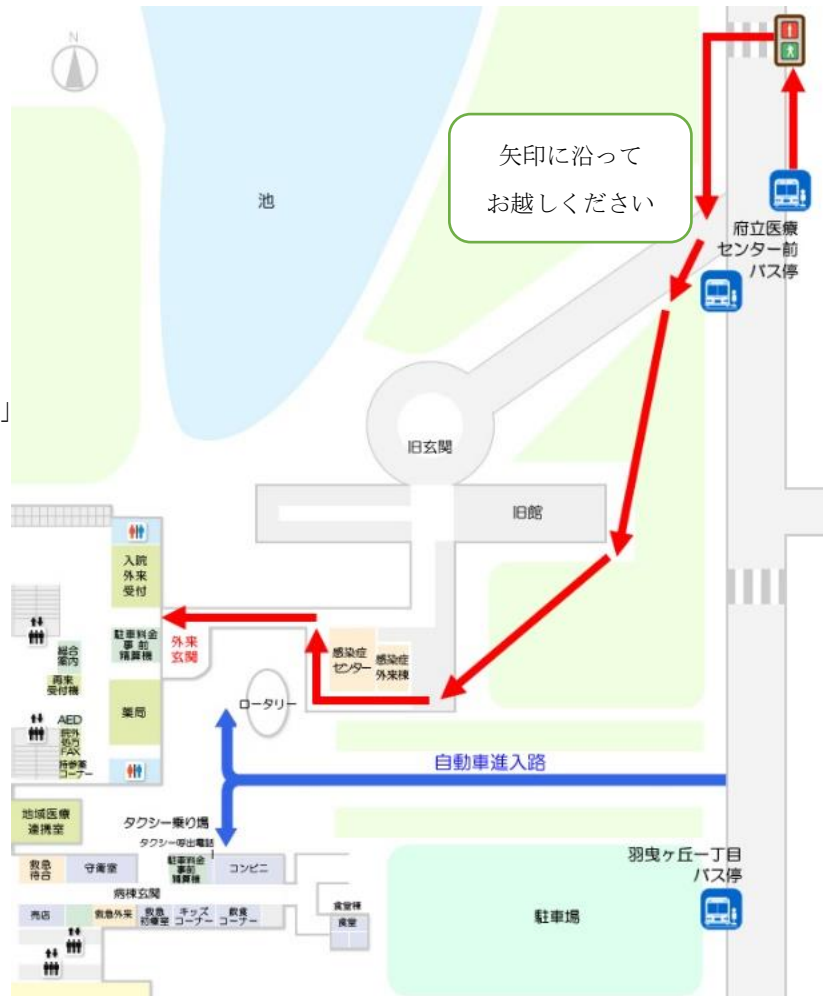 N
矢印に沿って
お越しください
池
府立医療
センター前
バス停
」
旧玄関
旧館
入院
外来
受付
駐車料金
事前
精算機
外来
玄関
感染症
センター
感染症
外来棟
総合
案内
再来
受付機
ロータリー
薬局
AED
院外
処方
FAX
持参薬
コーナー
自動車進入路
地域医療
連携室
タクシー乗り場
タクシー呼出電話
救急
待合
守衛室
駐車料金
事前
精算機
コンビニ
羽曳ヶ丘一丁目
バス停
病棟玄関
売店
救急外来
救急
初療室
キッズ
コーナー
飲食
コーナー
食堂棟
食堂
駐車場